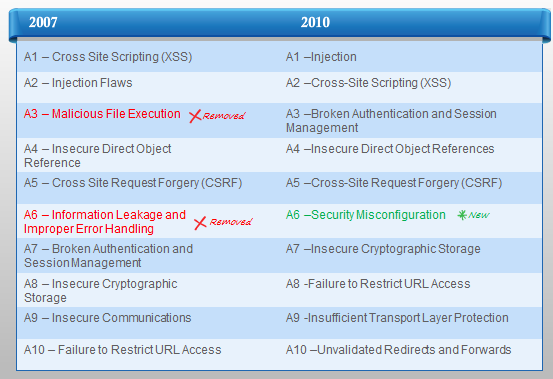 2007 2010
A1 – Cross Site Scripting (XSS) A1 –Injection
A2 – Injection Flaws A2 –Cross-Site Scripting (XSS)
A3 – Malicious File Execution Removed A3 –Broken Authentication and Session
Management
A4 – Insecure Direct Object A4 –Insecure Direct Object References
Reference
A5 – Cross Site Request Forgery (CSRF) A5 –Cross-Site Request Forgery (CSRF)
A6 – Information Leakage and A6 –Security Misconfiguration New
Improper Error Handling Removed
A7 – Broken Authentication and A7 –Insecure Cryptographic Storage
Session Management
A8 – Insecure Cryptographic A8 -Failure to Restrict URL Access
Storage
A9 – Insecure Communications A9 -Insufficient Transport Layer Protection
A10 – Failure to Restrict URL Access A10 –Unvalidated Redirects and Forwards